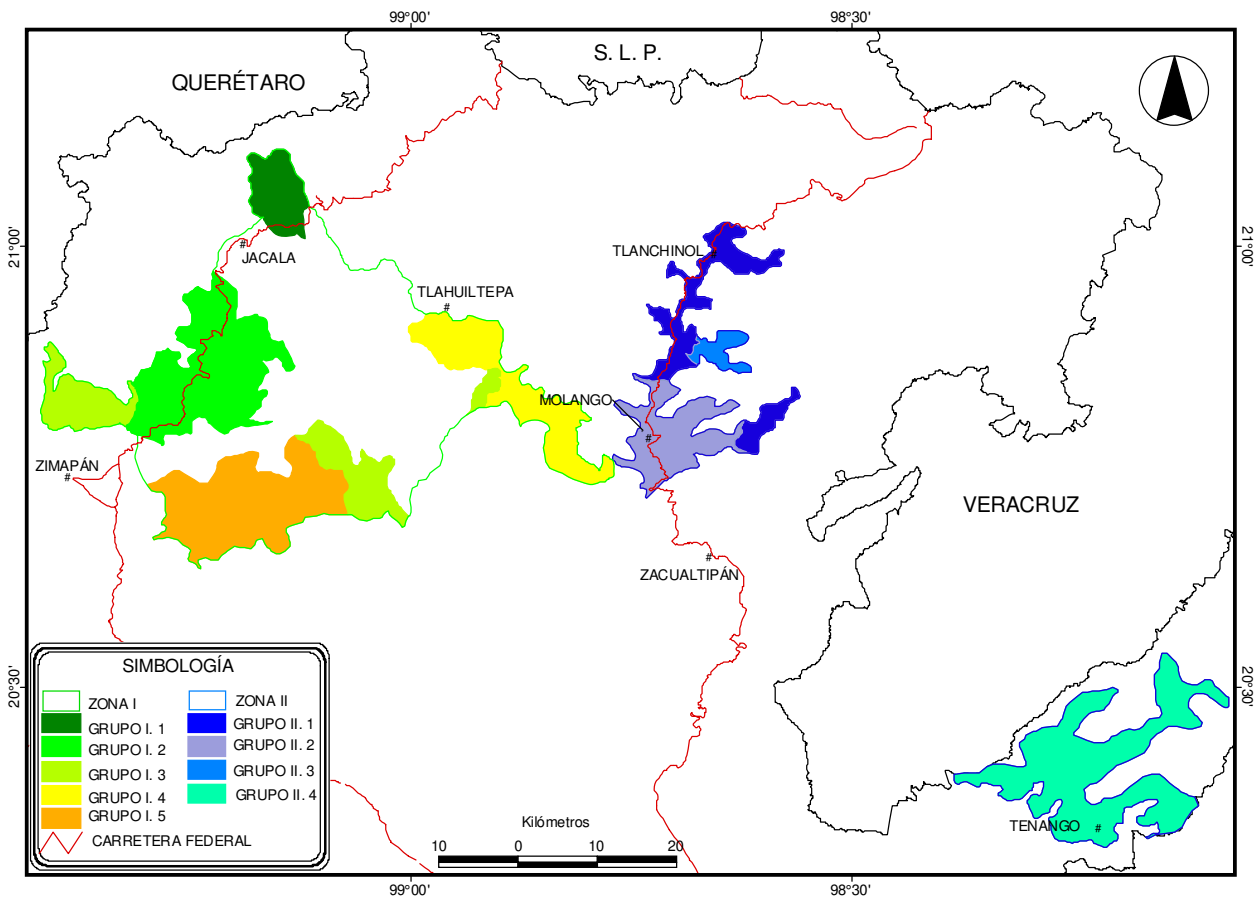 99°00'
98°30'
S. L. P.
QUERÉTARO
21°00'
21°00'
JACALA
TLANCHINOL
TLAHUILTEPA
MOLANGO
ZIMAPÁN
VERACRUZ
ZACUALTIPÁN
20°30'
20°30'
SIMBOLOGÍA
ZONA I
ZONA II
GRUPO I. 1
GRUPO II. 1
GRUPO I. 2
GRUPO II. 2
GRUPO I. 3
GRUPO II. 3
GRUPO I. 4
GRUPO II. 4
GRUPO I. 5
CARRETERA FEDERAL
Kilómetros
10 0 10 20
TENANGO
99°00'
98°30'